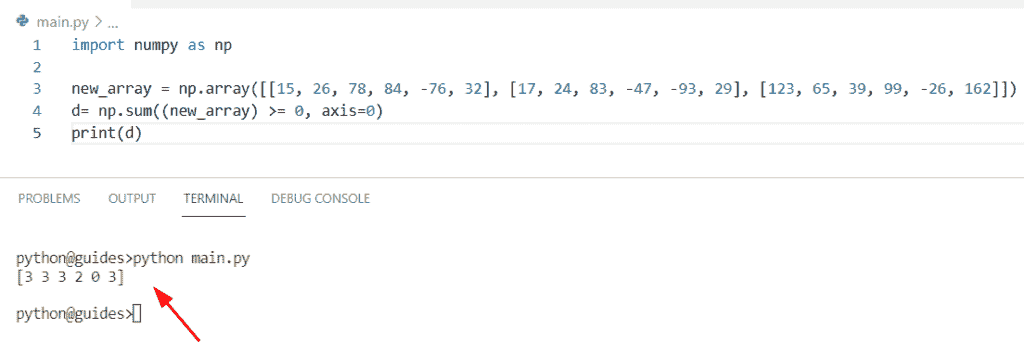 main.py > ...
1 import numpy as np
2
3 new_array = np.array([[15, 26, 78, 84, -76, 32], [17, 24, 83, -47, -93, 29], [123, 65, 39, 99, -26, 162]])
4 d= np.sum((new_array) >= 0, axis=0)
5 print(d)
PROBLEMS OUTPUT TERMINAL DEBUG CONSOLE
python@guides>python main.py
[3 3 3 2 0 3]
python@guides>